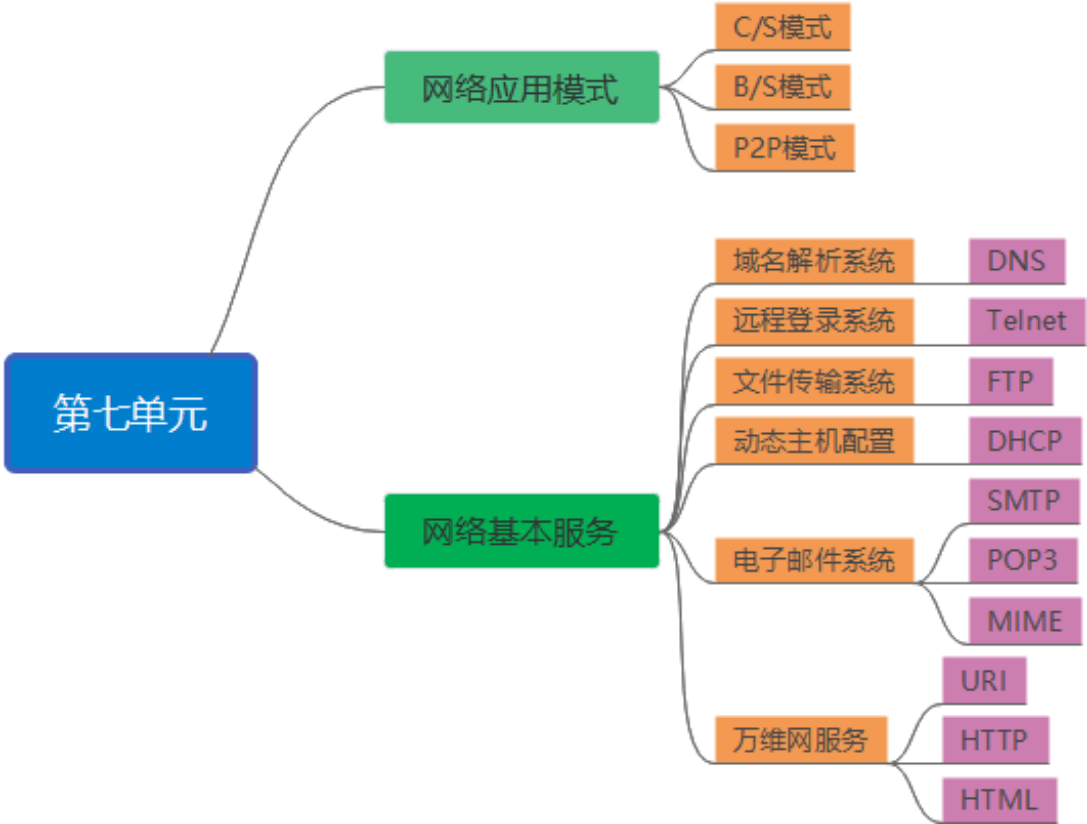 第七单元
网络应用模式
C/S模式
B/S模式
P2P模式
网络基本服务
域名解析系统
DNS
远程登录系统
Telnet
文件传输系统
FTP
动态主机配置
DHCP
电子邮件系统
SMTP
POP3
MIME
万维网服务
URI
HTTP
HTML